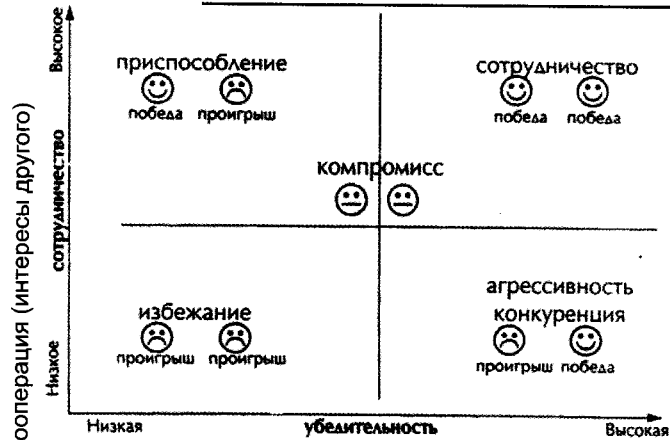 Высокое
приспособление
победа проигрыш
сотрудничество
победа победа
ооперация (интересы другого)
сотрудничество
компромисс
избежание
проигрыш проигрыш
агрессивность
конкуренция
проигрыш победа
Низкое
Низкая убедительность Высокая